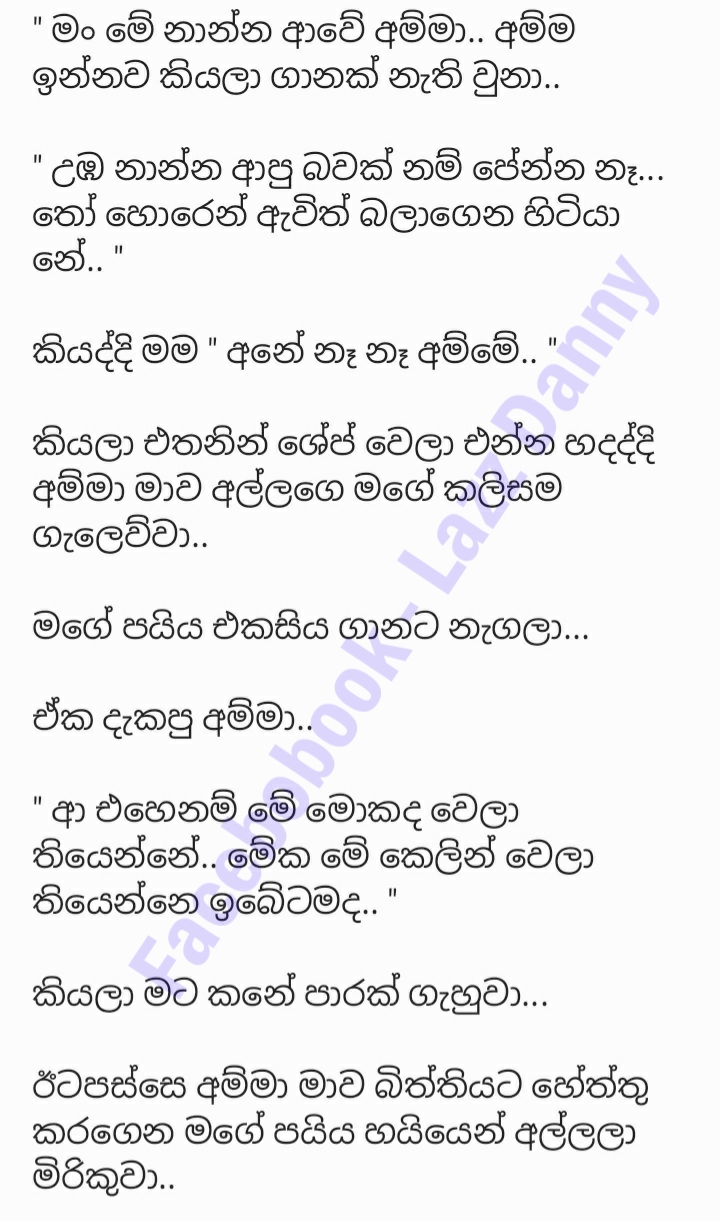 " මං මේ නාන්න ආවේ අම්මා.. අම්ම
ඉන්නව කියලා ගානක් නැති වුනා..
" උඹ නාන්න ආපු බවක් නම් පේන්න නෑ...
තෝ හොරෙන් ඇවිත් බලාගෙන හිටියා
නේ.. "
කියද්දි මම " අනේ නෑ නෑ අම්මේ.. "
කියලා එතනින් ශේප් වෙලා එන්න හදද්දි
අම්මා මාව අල්ලගෙ මගේ කලිසම
ගැලෙව්වා..
මගේ පයිය එකසිය ගානට නැගලා...
ඒක දැකපු අම්මා..
" ආ එහෙනම් මේ මොකද වෙලා
තියෙන්නේ.. මේක මේ කෙලින් වෙලා
තියෙන්නෙ ඉබේටමද.. "
කියලා මට කනේ පාරක් ගැහුවා...
ඊටපස්සෙ අම්මා මාව බිත්තියට හේත්තු
කරගෙන මගේ පයිය හයියෙන් අල්ලලා
මිරිකුවා..
Facebobook - Lazz Danny